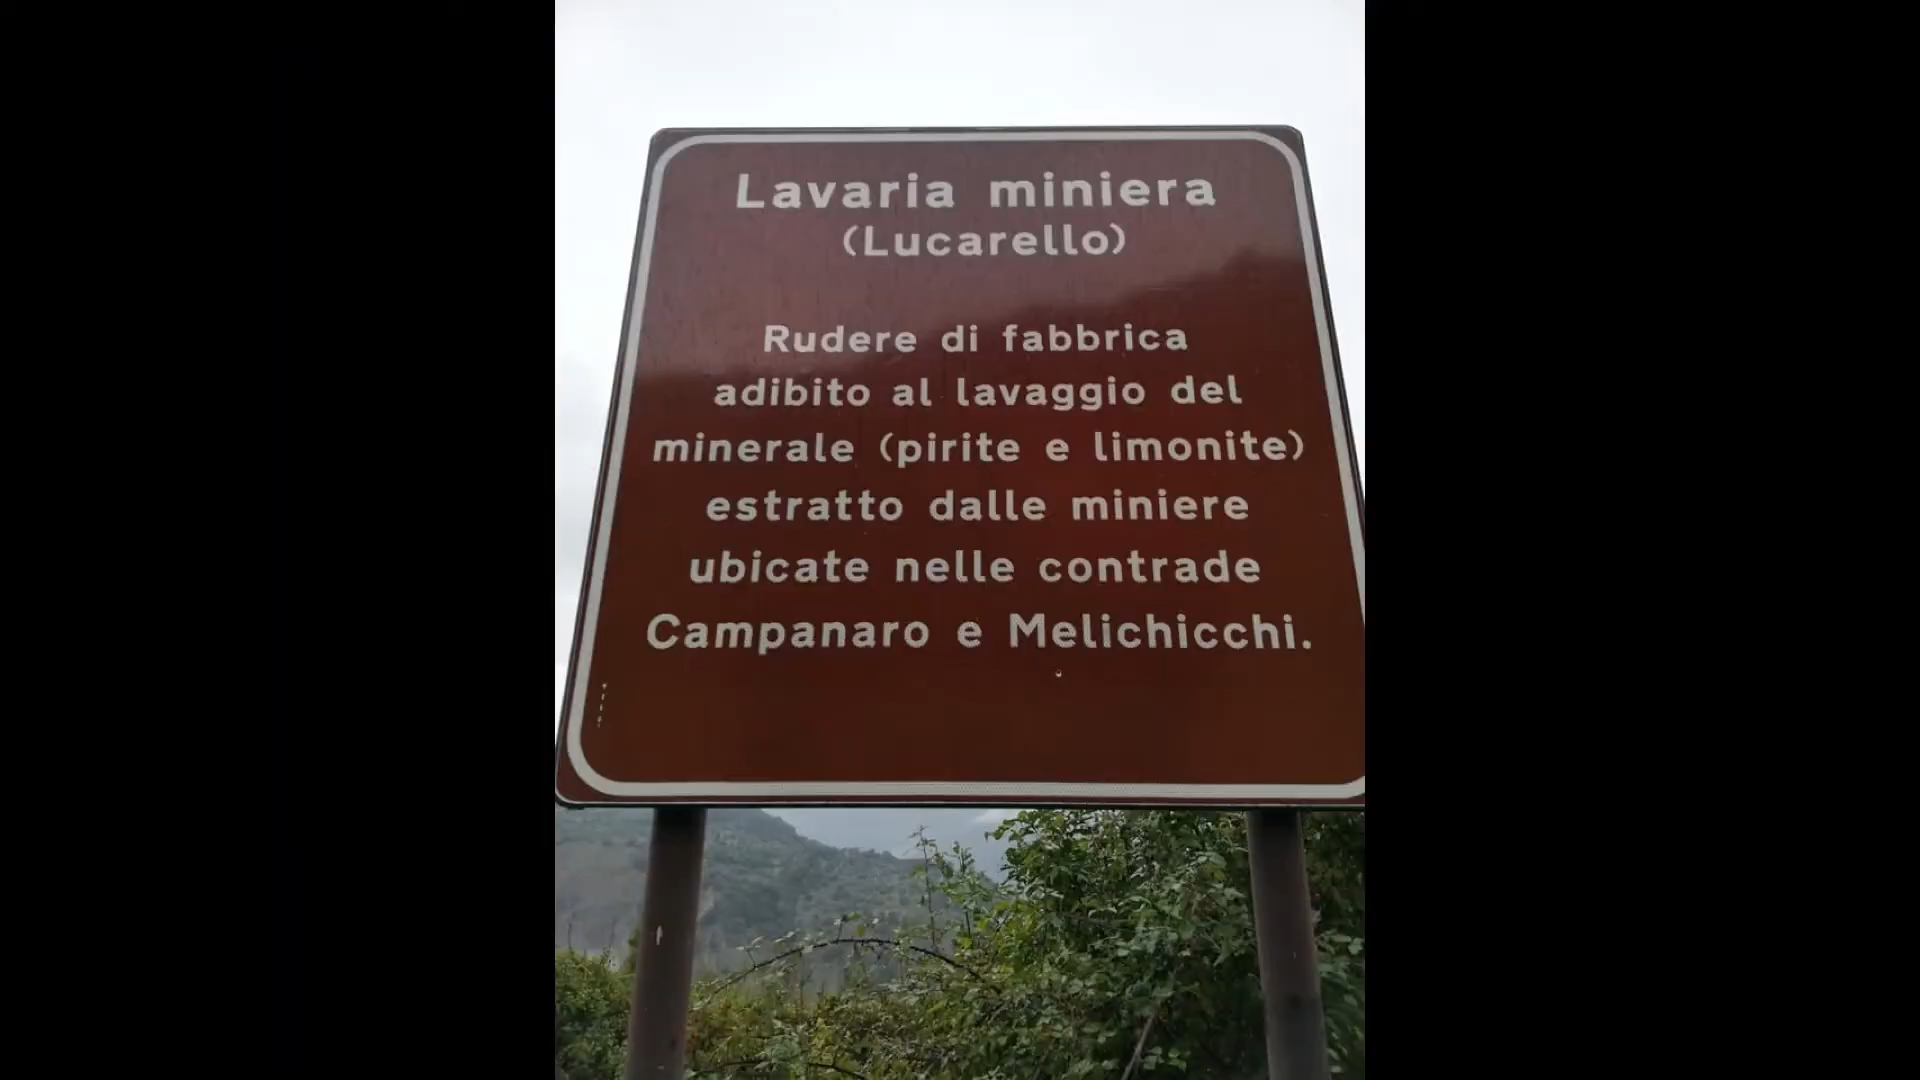 Lavaria miniera
(Lucarello)
Rudere di fabbrica
adibito al lavaggio del
minerale (pirite e limonite)
estratto dalle miniere
ubicate nelle contrade
Campanaro e Melichicchi.